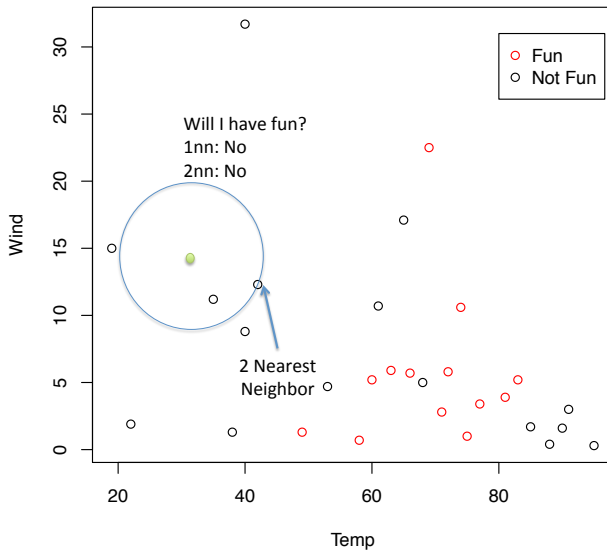 30
25
20
15
10
5
0
Wind
Fun
Not Fun
Will I have fun?
1nn: No
2nn: No
2 Nearest
Neighbor
20
40
60
80
Temp